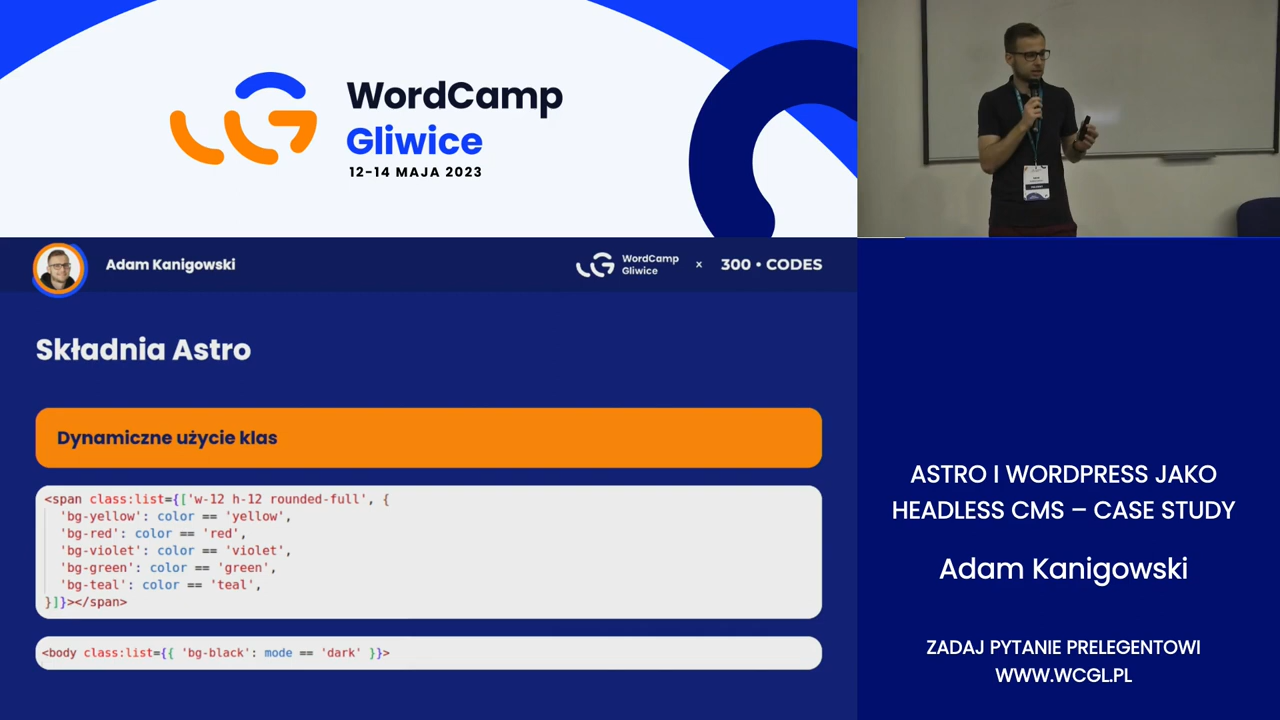 WordCamp
Gliwice
12-14 MAJA 2023
Adam Kanigowski
WordCamp
Gliwice
x
300 • CODES
Składnia Astro
Dynamiczne użycie klas
<span class:list={['w-12 h-12 rounded-full', {
'bg-yellow': color == 'yellow',
'bg-red': color == 'red',
'bg-violet': color == 'violet',
'bg-green': color == 'green',
'bg-teal': color == 'teal',
}]}></span>
<body class:list={{ 'bg-black': mode == 'dark' }}>
ASTRO I WORDPRESS JAKO
HEADLESS CMS – CASE STUDY
Adam Kanigowski
ZADAJ PYTANIE PRELEGENTOWI
WWW.WCGL.PL